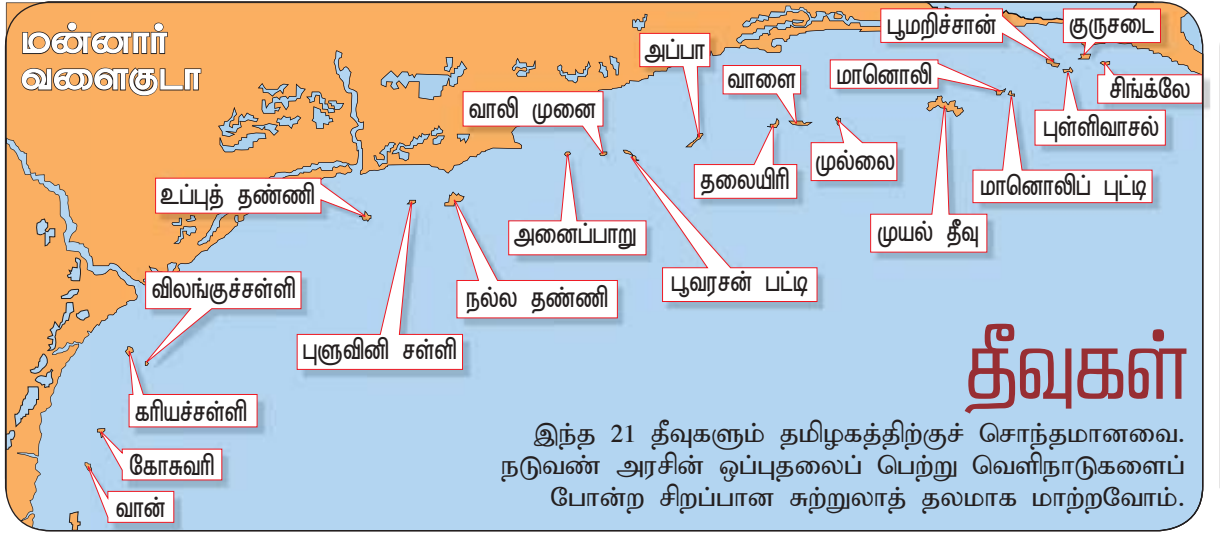 மன்னார்
வளைகுடா
பூமறிச்சான்
குருசடை
அப்பா
வாளை
மானொலி
சிங்க்லே
வாலி முனை
புள்ளிவாசல்
முல்லை
தலையிரி
மானொலிப் புட்டி
உப்புத் தண்ணி
அனைப்பாறு
முயல் தீவு
விலங்குச்சள்ளி
நல்ல தண்ணி
பூவரசன் பட்டி
புளுவினி சள்ளி
கரியச்சள்ளி
கோசுவரி
வான்
தீவுகள்
இந்த 21 தீவுகளும் தமிழகத்திற்குச் சொந்தமானவை.
நடுவண் அரசின் ஒப்புதலைப் பெற்று வெளிநாடுகளைப்
போன்ற சிறப்பான சுற்றுலாத் தலமாக மாற்றவோம்.